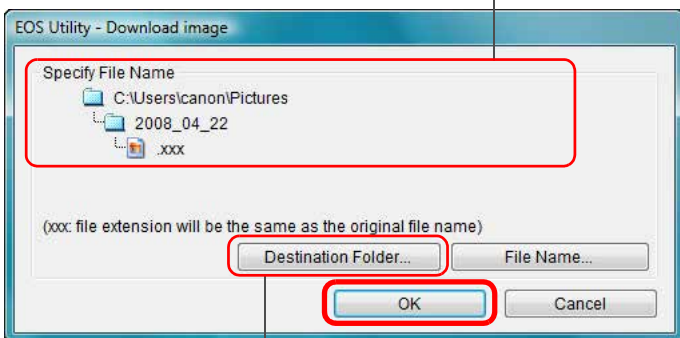 EOS Utility - Download image
Specify File Name
C:\Users\canon\Pictures
2008_04_22
.xxx
(xxx: file extension will be the same as the original file name)
Destination Folder... File Name...
OK Cancel